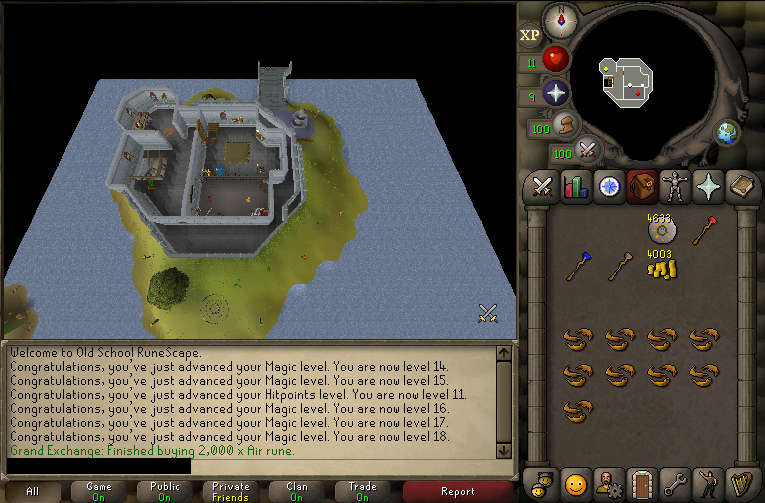 N
XP
11
9
100
100
4633
4003
Welcome to Old School RuneScape.
Congratulations, you've just advanced your Magic level. You are now level 14.
Congratulations, you've just advanced your Magic level. You are now level 15.
Congratulations, you've just advanced your Hitpoints level. You are now level 11.
Congratulations, you've just advanced your Magic level. You are now level 16.
Congratulations, you've just advanced your Magic level. You are now level 17.
Congratulations, you've just advanced your Magic level. You are now level 18.
Grand Exchange: Finished buying 2,000 x Air rune.
All
Game
On
Public
On
Private
Friends
Clan
On
Trade
On
Report